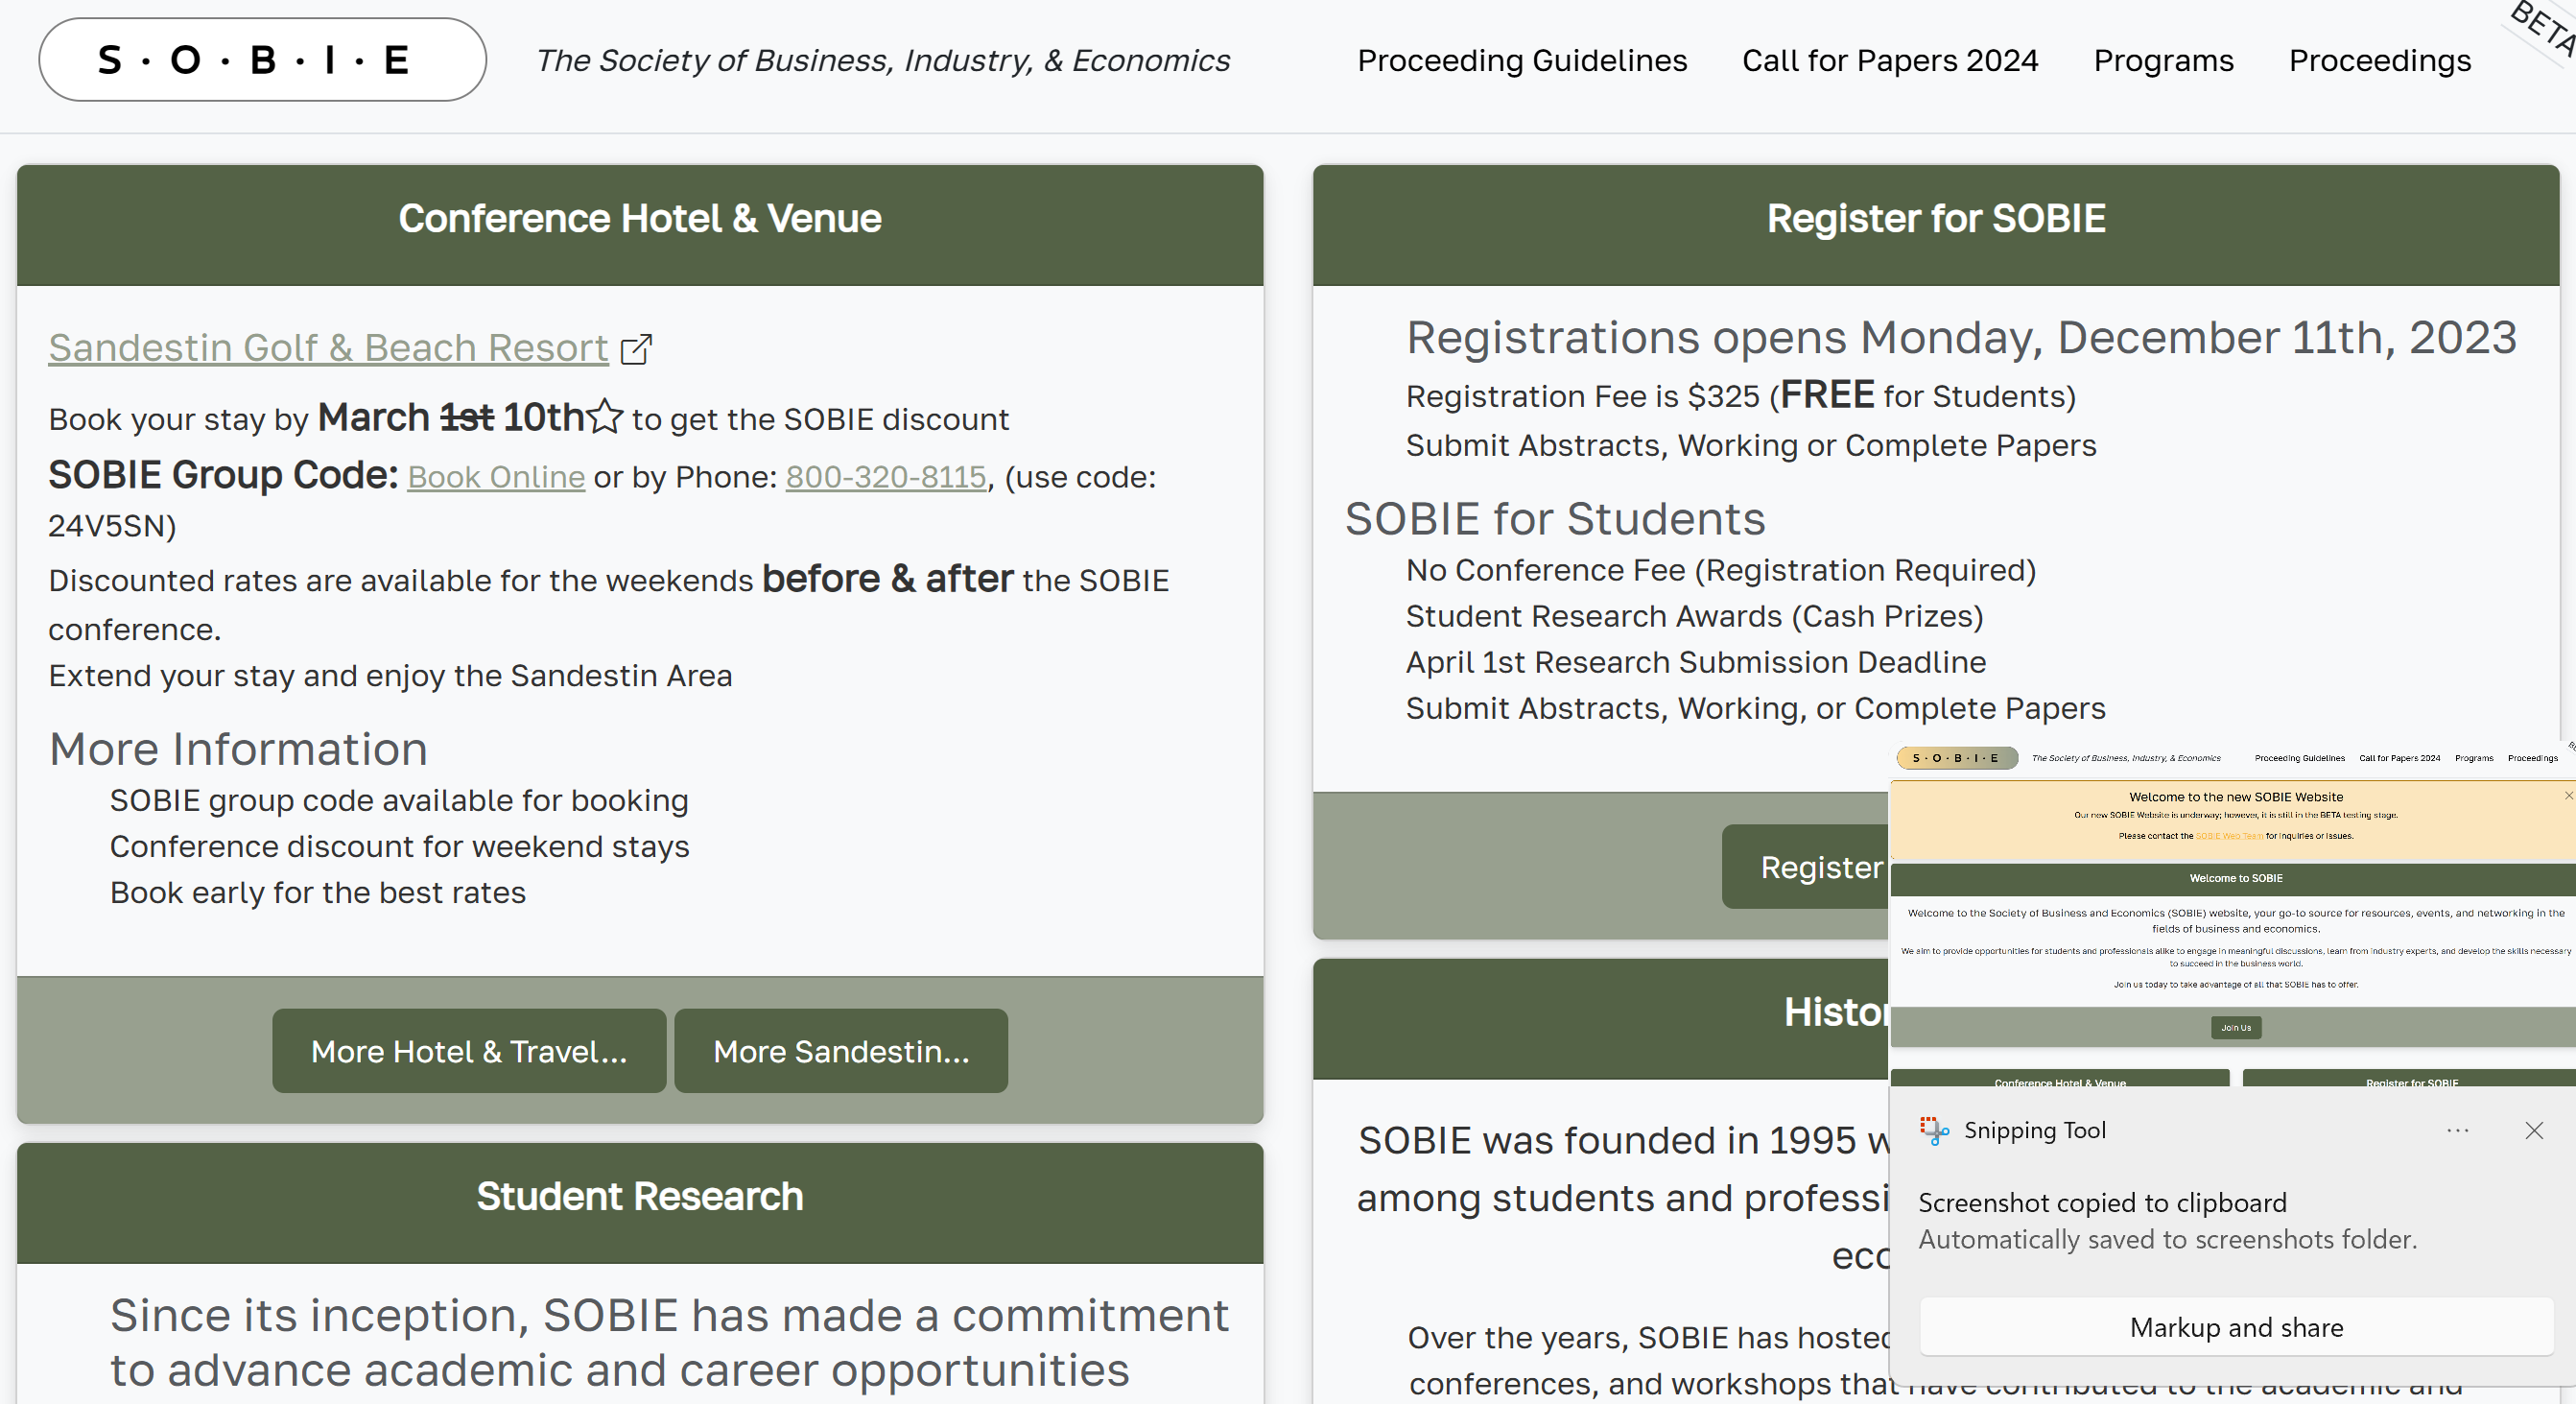 S · O · B · I · E
The Society of Business, Industry, & Economics
Proceeding Guidelines
Call for Papers 2024
Programs
Proceedings
BETA
Conference Hotel & Venue
Sandestin Golf & Beach Resort
Book your stay by March 1st 10th☆ to get the SOBIE discount
SOBIE Group Code: Book Online or by Phone: 800-320-8115, (use code:
24V5SN)
Discounted rates are available for the weekends before & after the SOBIE
conference.
Extend your stay and enjoy the Sandestin Area
More Information
SOBIE group code available for booking
Conference discount for weekend stays
Book early for the best rates
More Hotel & Travel...
More Sandestin...
Student Research
Since its inception, SOBIE has made a commitment
to advance academic and career opportunities
Register for SOBIE
Registrations opens Monday, December 11th, 2023
Registration Fee is $325 (FREE for Students)
Submit Abstracts, Working or Complete Papers
SOBIE for Students
No Conference Fee (Registration Required)
Student Research Awards (Cash Prizes)
April 1st Research Submission Deadline
Submit Abstracts, Working, or Complete Papers
Register
SOBIE was founded in 1995
among students and
Over the years, SOBIE has
conferences, and workshops that have contributed to the academic and
S · O · B · I · E
The Society of Business, Industry, & Economics
Proceeding Guidelines
Call for Papers 2024
Programs
Proceedings
Welcome to the new SOBIE Website
Our new SOBIE Website is underway; however, it is still in the BETA testing stage.
Please contact the SOBIE Web Team for inquiries or issues.
Welcome to SOBIE
Welcome to the Society of Business and Economics (SOBIE) website, your go-to source for resources, events, and networking in the
fields of business and economics.
We aim to provide opportunities for students and professionals alike to engage in meaningful discussions, learn from industry experts, and develop the skills necessary
to succeed in the business world.
Join us today to take advantage of all that SOBIE has to offer.
Join Us
Conference Hotel & Venue
Register for SOBIE
Snipping Tool
Screenshot copied to clipboard
Automatically saved to screenshots folder.
Markup and share